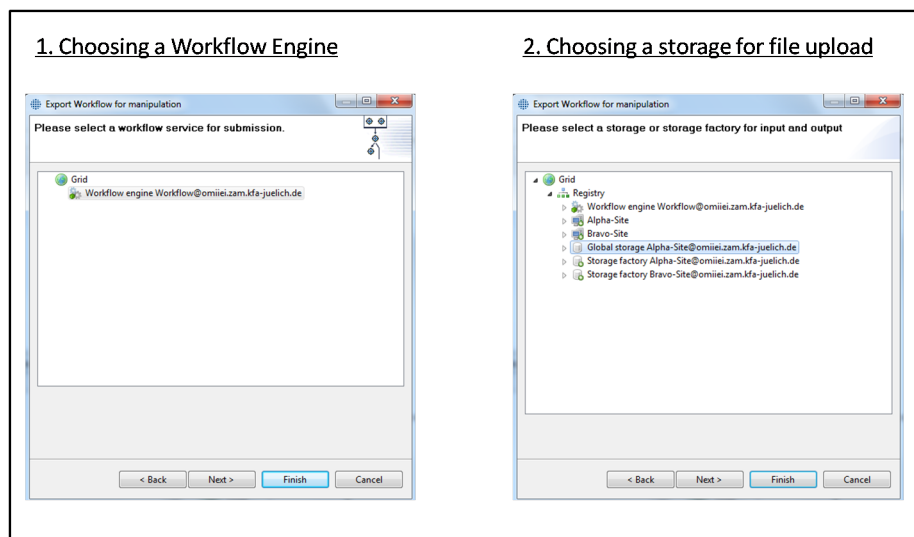 1. Choosing a Workflow Engine
Export Workflow for manipulation
Please select a workflow service for submission.
Grid
Workflow engine Workflow@omiiei.zam.kfa-juelich.de
< Back
Next >
Finish
Cancel
2. Choosing a storage for file upload
Export Workflow for manipulation
Please select a storage or storage factory for input and output
Grid
Registry
Workflow engine Workflow@omiiei.zam.kfa-juelich.de
Alpha-Site
Bravo-Site
Global storage Alpha-Site@omiiei.zam.kfa-juelich.de
Storage factory Alpha-Site@omiiei.zam.kfa-juelich.de
Storage factory Bravo-Site@omiiei.zam.kfa-juelich.de
< Back
Next >
Finish
Cancel